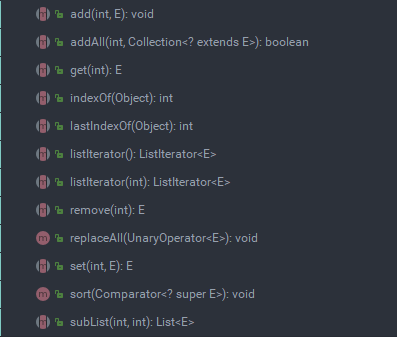 add(int, E): void
addAll(int, Collection<? extends E>): boolean
get(int): E
indexOf(Object): int
lastIndexOf(Object): int
listIterator(): ListIterator<E>
listIterator(int): ListIterator<E>
remove(int): E
replaceAll(UnaryOperator<E>): void
set(int, E): E
sort(Comparator<? super E>): void
subList(int, int): List<E>